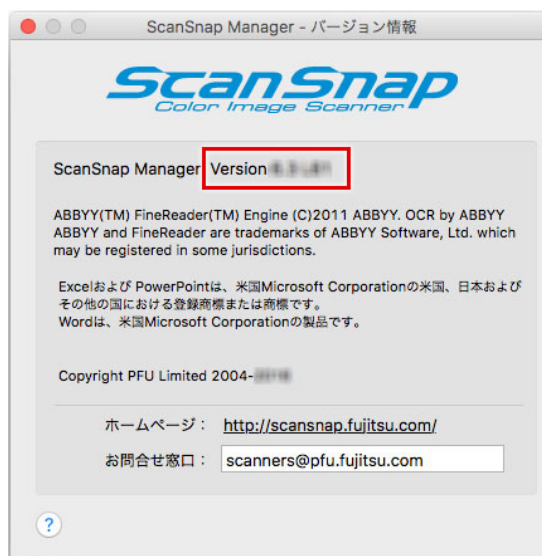 ScanSnap Manager - バージョン情報
ScanSnap
Color Image Scanner
ScanSnap Manager Version
ABBYY(TM) FineReader(TM) Engine (C)2011 ABBYY. OCR by ABBYY
ABBYY and FineReader are trademarks of ABBYY Software, Ltd. which
may be registered in some jurisdictions.
Excelおよび PowerPointは、米国Microsoft Corporationの米国、日本および
その他の国における登録商標または商標です。
Wordは、米国Microsoft Corporationの製品です。
Copyright PFU Limited 2004-
ホームページ： http://scansnap.fujitsu.com/
お問合せ窓口： scanners@pfu.fujitsu.com
?